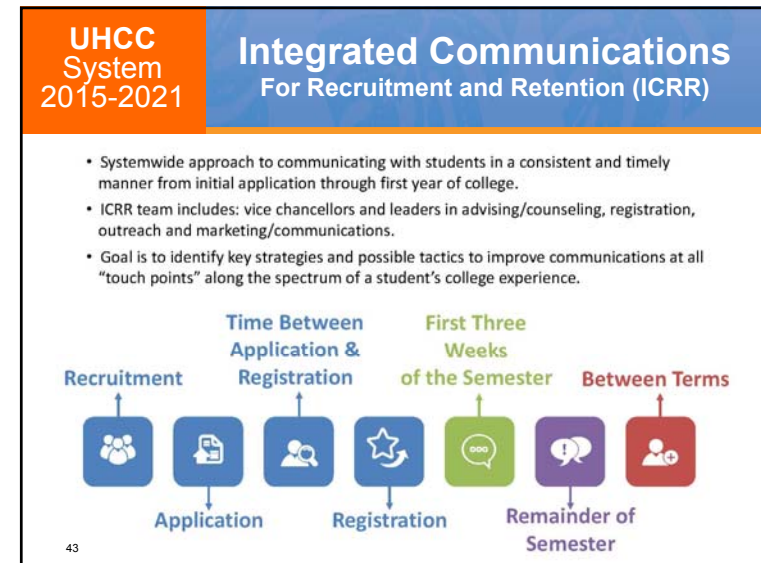 UHCC
System
2015-2021
Integrated Communications
For Recruitment and Retention (ICRR)
• Systemwide approach to communicating with students in a consistent and timely
manner from initial application through first year of college.
• ICRR team includes: vice chancellors and leaders in advising/counseling, registration,
outreach and marketing/communications.
• Goal is to identify key strategies and possible tactics to improve communications at all
“touch points” along the spectrum of a student’s college experience.
Recruitment
Time Between
Application &
Registration
First Three
Weeks
of the Semester
Between Terms
Application
Registration
Remainder of
Semester
43